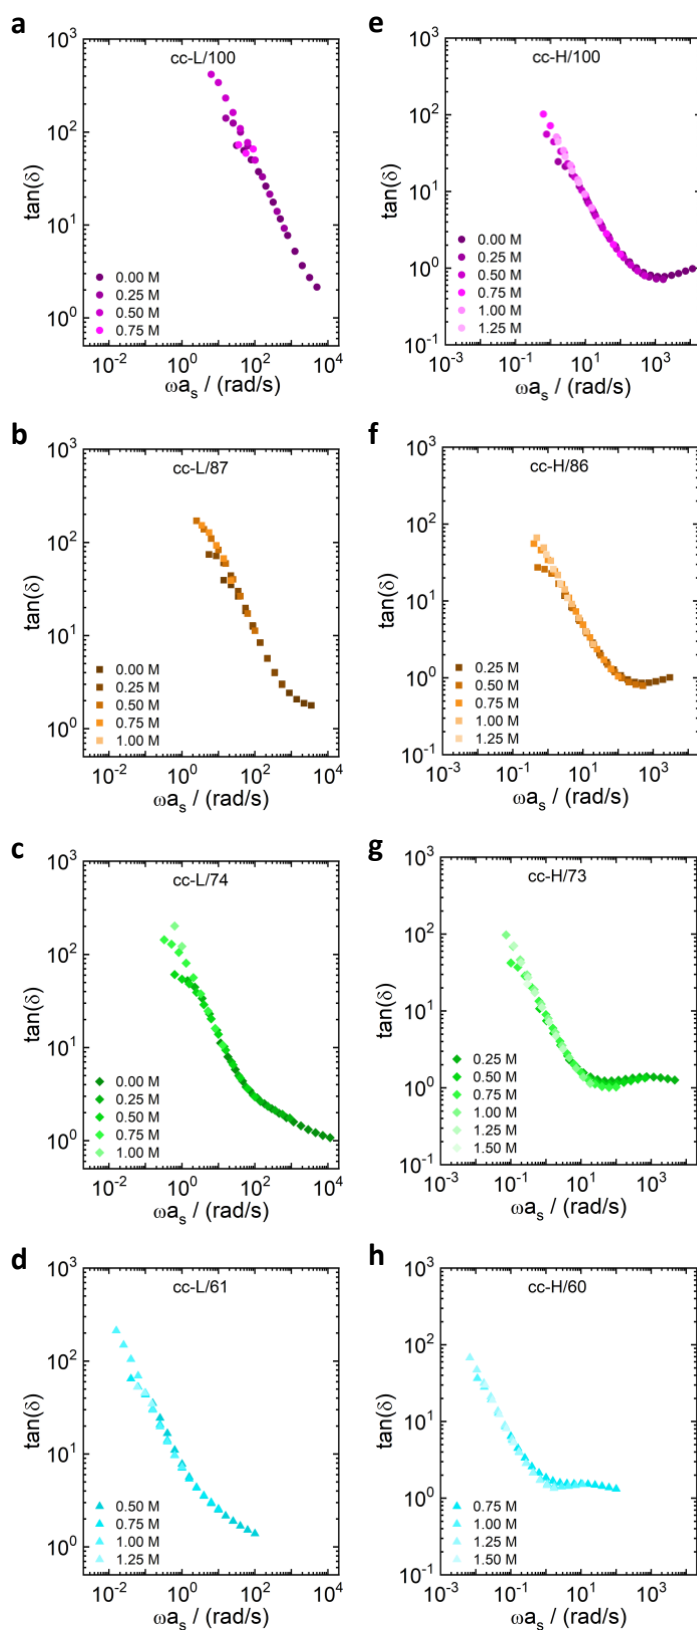 a
cc-L/100
10³
10²
10¹
10⁰
tan(δ)
0.00 M
0.25 M
0.50 M
0.75 M
10⁻² 10⁰ 10² 10⁴
ωaₛ / (rad/s)
e
cc-H/100
10³
10²
10¹
10⁰
10⁻¹
tan(δ)
0.00 M
0.25 M
0.50 M
0.75 M
1.00 M
1.25 M
10⁻³ 10⁻¹ 10¹ 10³
ωaₛ / (rad/s)
b
cc-L/87
10³
10²
10¹
10⁰
tan(δ)
0.00 M
0.25 M
0.50 M
0.75 M
1.00 M
10⁻² 10⁰ 10² 10⁴
ωaₛ / (rad/s)
f
cc-H/86
10³
10²
10¹
10⁰
10⁻¹
tan(δ)
0.25 M
0.50 M
0.75 M
1.00 M
1.25 M
10⁻³ 10⁻¹ 10¹ 10³
ωaₛ / (rad/s)
c
cc-L/74
10³
10²
10¹
10⁰
tan(δ)
0.00 M
0.25 M
0.50 M
0.75 M
1.00 M
10⁻² 10⁰ 10² 10⁴
ωaₛ / (rad/s)
g
cc-H/73
10³
10²
10¹
10⁰
10⁻¹
tan(δ)
0.25 M
0.50 M
0.75 M
1.00 M
1.25 M
1.50 M
10⁻³ 10⁻¹ 10¹ 10³
ωaₛ / (rad/s)
d
cc-L/61
10³
10²
10¹
10⁰
tan(δ)
0.50 M
0.75 M
1.00 M
1.25 M
10⁻² 10⁰ 10² 10⁴
ωaₛ / (rad/s)
h
cc-H/60
10³
10²
10¹
10⁰
10⁻¹
tan(δ)
0.75 M
1.00 M
1.25 M
1.50 M
10⁻³ 10⁻¹ 10¹ 10³
ωaₛ / (rad/s)